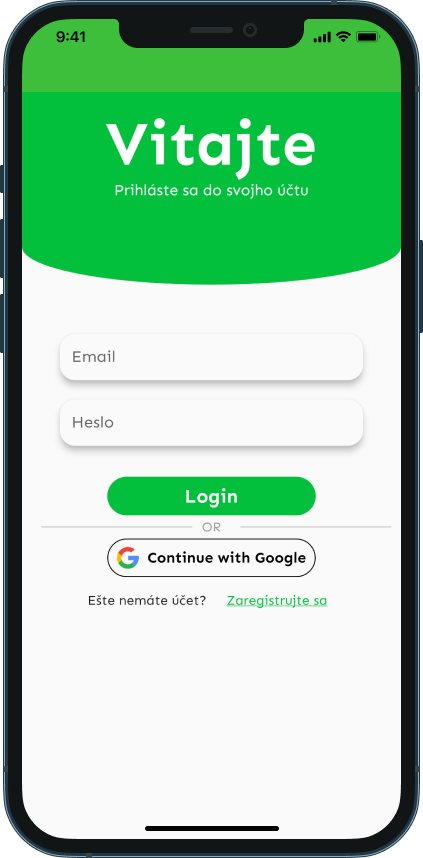 9:41
Vitajte
Prihláste sa do svojho účtu
Email
Heslo
Login
OR
Continue with Google
Ešte nemáte účet? Zaregistrujte sa